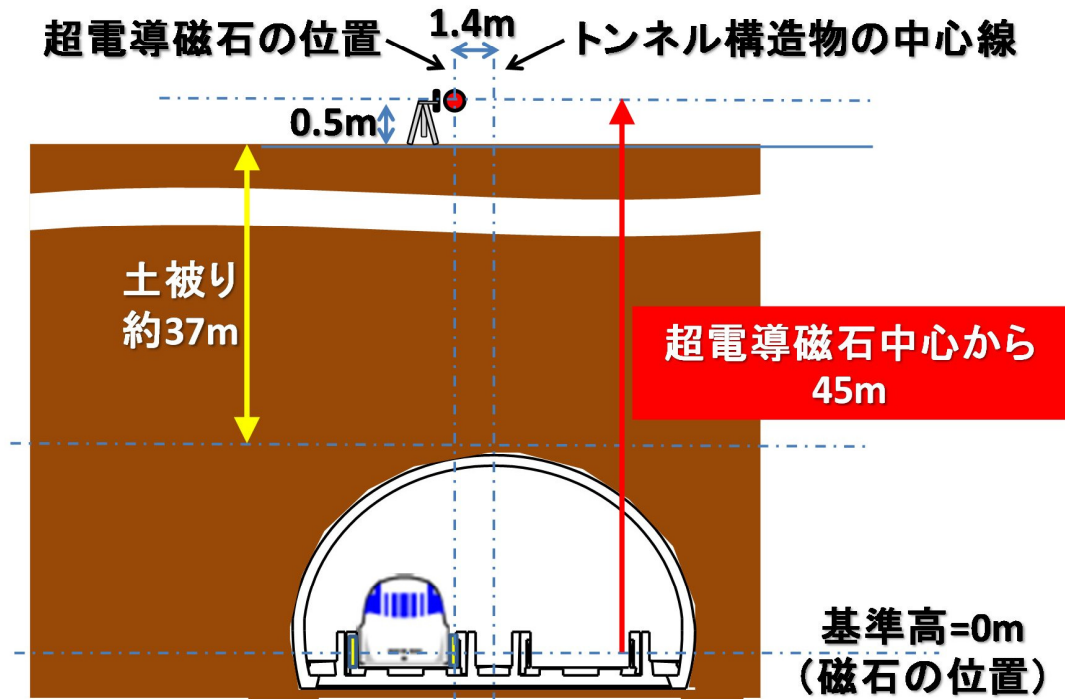 1.4m
超電導磁石の位置
トンネル構造物の中心線
0.5m
土被り
約37m
超電導磁石中心から
45m
基準高=0m
（磁石の位置）